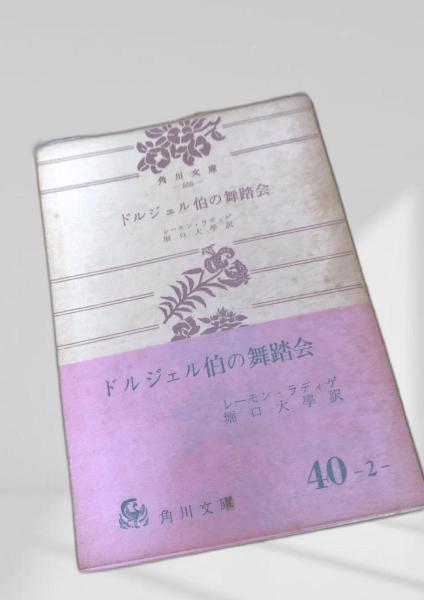 角川文庫
ドルジェル伯の舞踏会
レーモン・ラディゲ
堀口大學訳
ドルジェル伯の舞踏会
レーモン・ラディゲ
堀口大學訳
40-2-
角川文庫